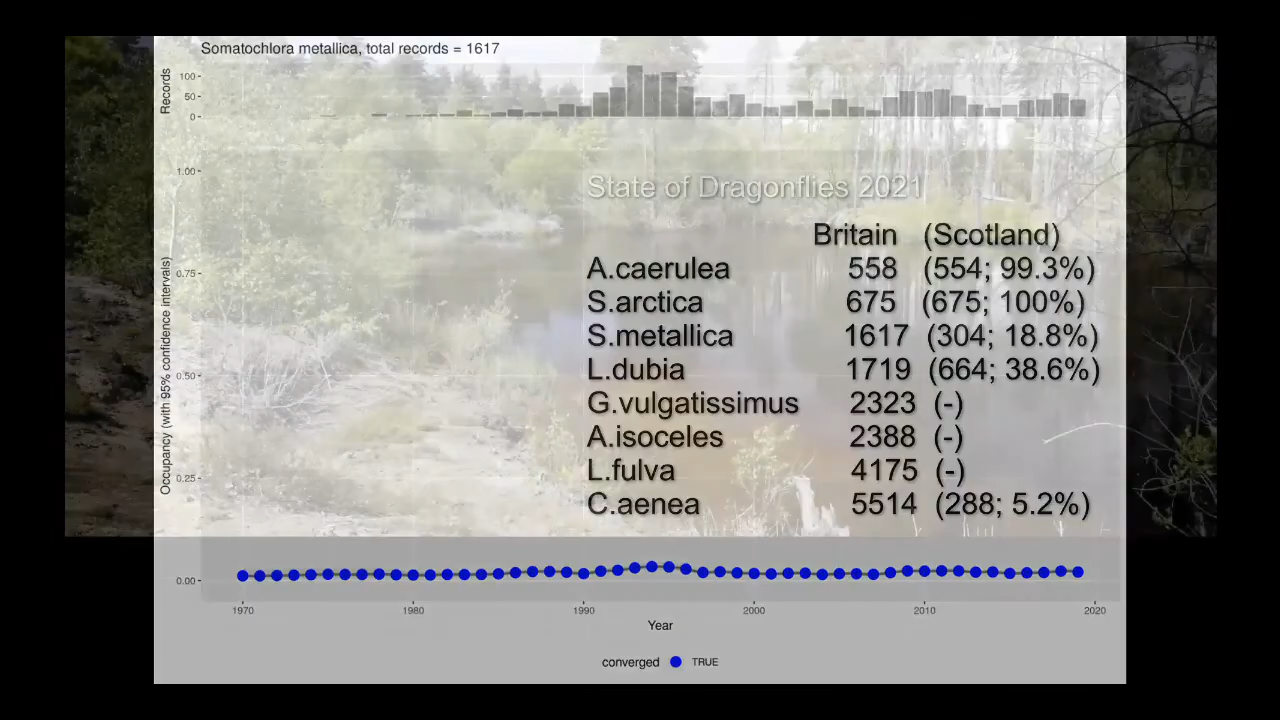 Somatochlora metallica, total records = 1617
Records
100
50
0
State of Dragonflies 2021
Britain (Scotland)
A.caerulea 558 (554; 99.3%)
S.arctica 675 (675; 100%)
S.metallica 1617 (304; 18.8%)
L.dubia 1719 (664; 38.6%)
G.vulgatissimus 2323 (-)
A.isoceles 2388 (-)
L.fulva 4175 (-)
C.aenea 5514 (288; 5.2%)
Occupancy (with 95% confidence intervals)
1.00
0.75
0.50
0.25
0.00
1970 1980 1990 2000 2010 2020
Year
converged TRUE